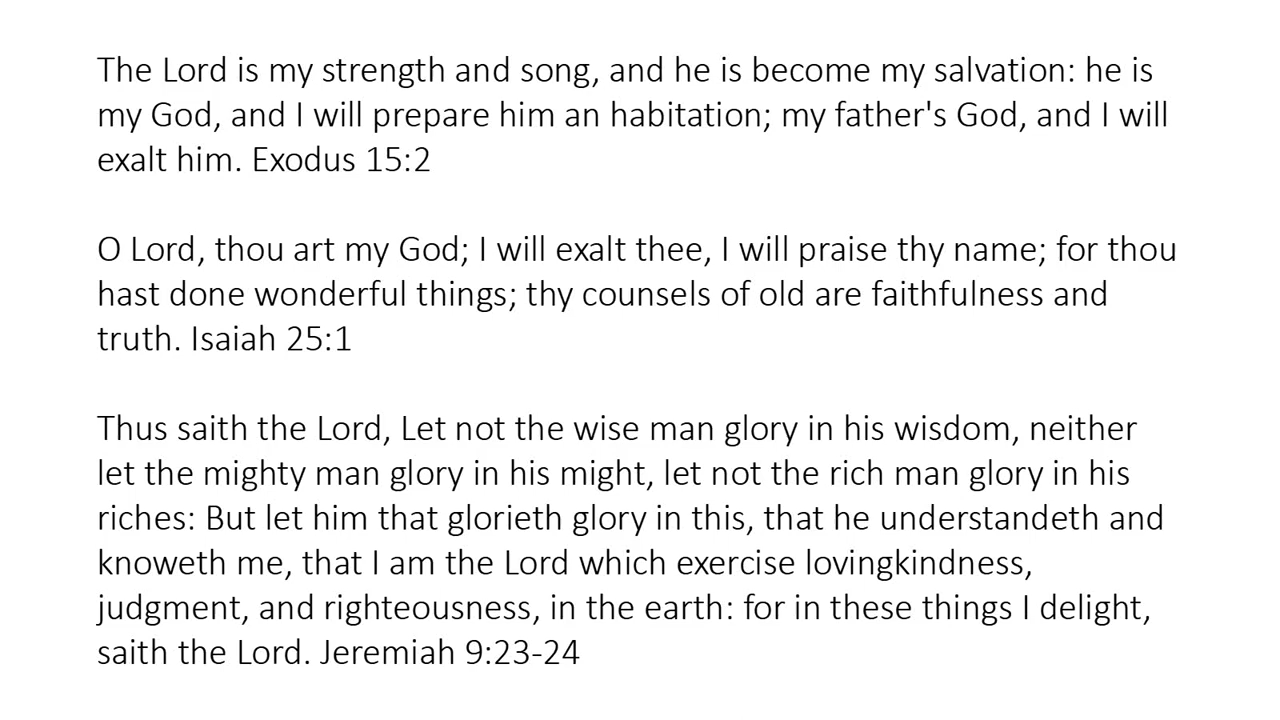 The Lord is my strength and song, and he is become my salvation: he is
my God, and I will prepare him an habitation; my father's God, and I will
exalt him. Exodus 15:2
O Lord, thou art my God; I will exalt thee, I will praise thy name; for thou
hast done wonderful things; thy counsels of old are faithfulness and
truth. Isaiah 25:1
Thus saith the Lord, Let not the wise man glory in his wisdom, neither
let the mighty man glory in his might, let not the rich man glory in his
riches: But let him that glorieth glory in this, that he understandeth and
knoweth me, that I am the Lord which exercise lovingkindness,
judgment, and righteousness, in the earth: for in these things I delight,
saith the Lord. Jeremiah 9:23-24